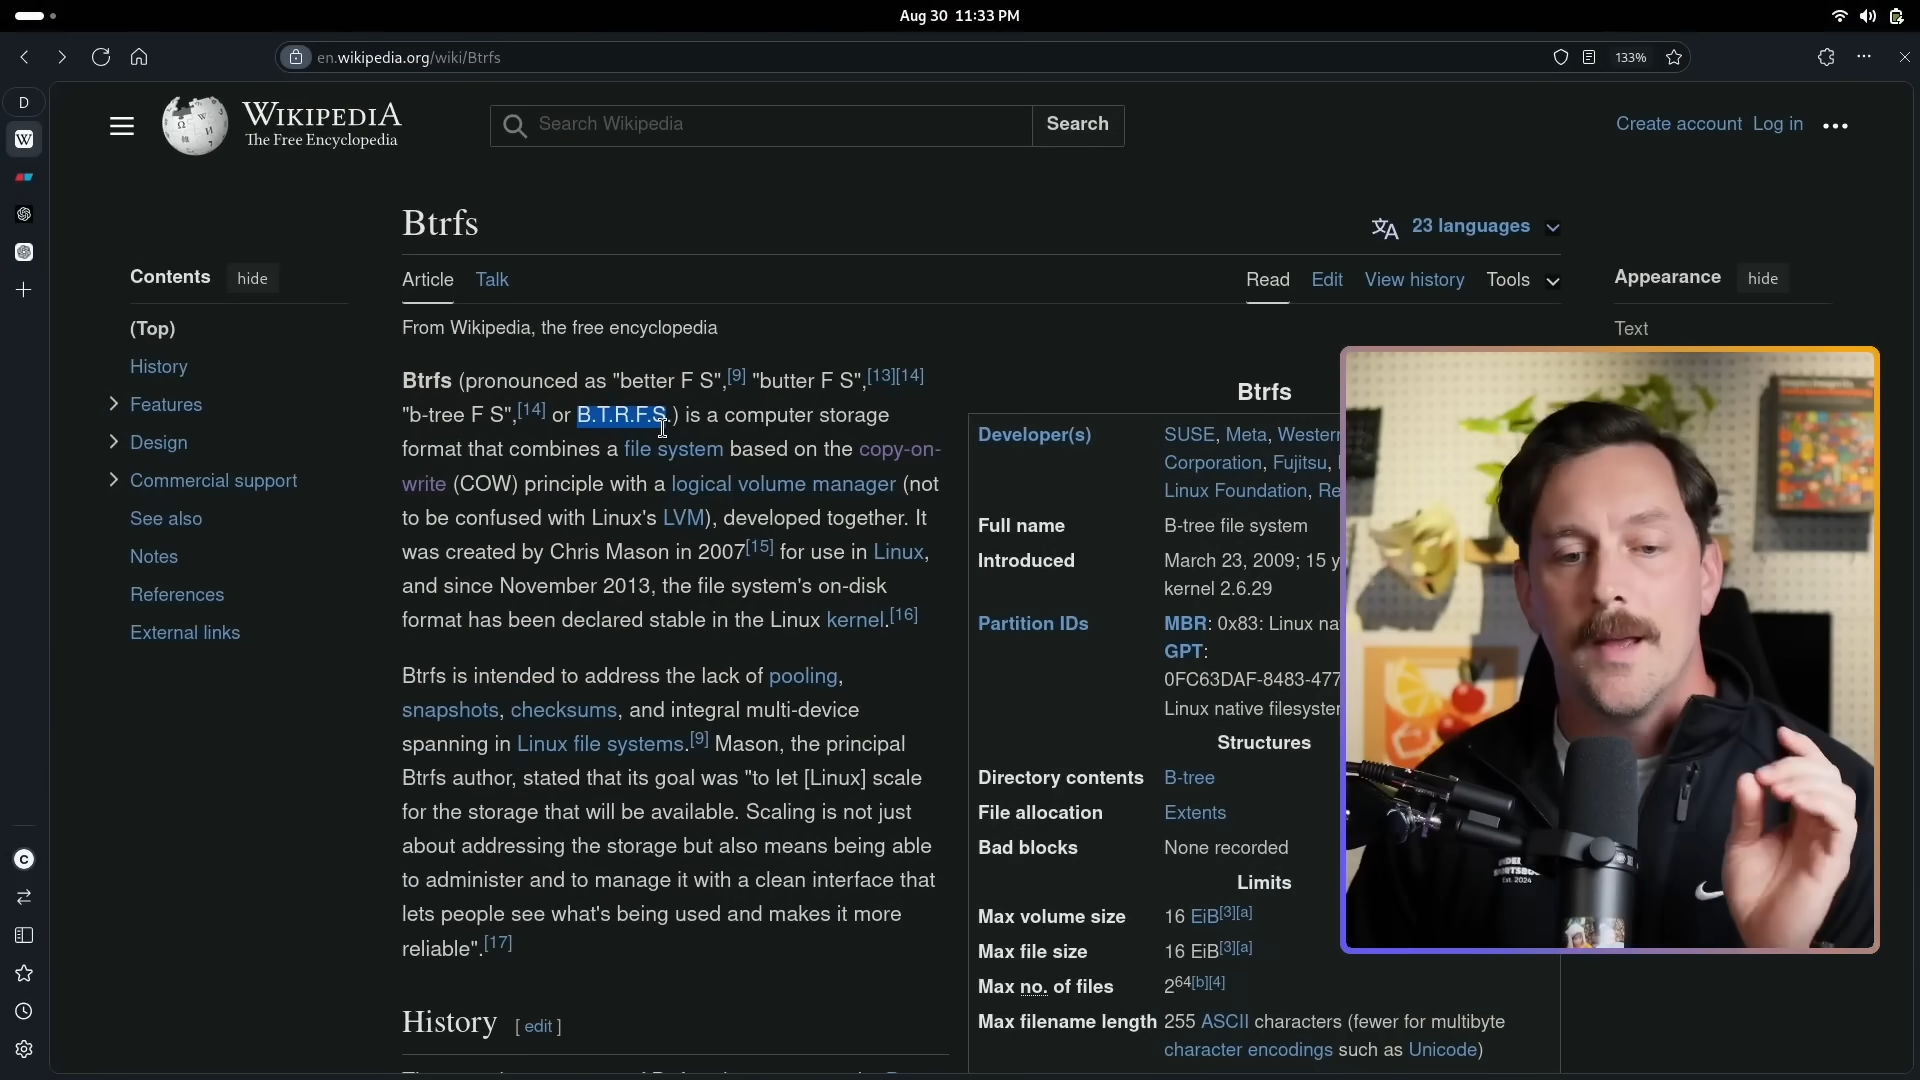 Aug 30 11:33 PM
en.wikipedia.org/wiki/Btrfs
133%
D
W
WIKIPEDIA
The Free Encyclopedia
Search Wikipedia
Search
Create account Log in
Btrfs
23 languages
Contents hide
Article Talk
Read Edit View history Tools
Appearance hide
(Top)
History
Features
Design
Commercial support
See also
Notes
References
External links
From Wikipedia, the free encyclopedia
Text
Btrfs (pronounced as "better F S",[9] "butter F S",[13][14]
"b-tree F S",[14] or B.T.R.F.S.) is a computer storage
format that combines a file system based on the copy-on-
write (COW) principle with a logical volume manager (not
to be confused with Linux's LVM), developed together. It
was created by Chris Mason in 2007[15] for use in Linux,
and since November 2013, the file system's on-disk
format has been declared stable in the Linux kernel.[16]
Btrfs is intended to address the lack of pooling,
snapshots, checksums, and integral multi-device
spanning in Linux file systems.[9] Mason, the principal
Btrfs author, stated that its goal was "to let [Linux] scale
for the storage that will be available. Scaling is not just
about addressing the storage but also means being able
to administer and to manage it with a clean interface that
lets people see what's being used and makes it more
reliable".[17]
History [ edit ]
Btrfs
Developer(s) SUSE, Meta, Western
Corporation, Fujitsu,
Linux Foundation, Re
Full name B-tree file system
Introduced March 23, 2009; 15 y
kernel 2.6.29
Partition IDs MBR: 0x83: Linux na
GPT:
0FC63DAF-8483-477
Linux native filesyster
Structures
Directory contents B-tree
File allocation Extents
Bad blocks None recorded
Limits
Max volume size 16 EiB[3][a]
Max file size 16 EiB[3][a]
Max no. of files 2^64[b][4]
Max filename length 255 ASCII characters (fewer for multibyte
character encodings such as Unicode)
C
Est. 2024